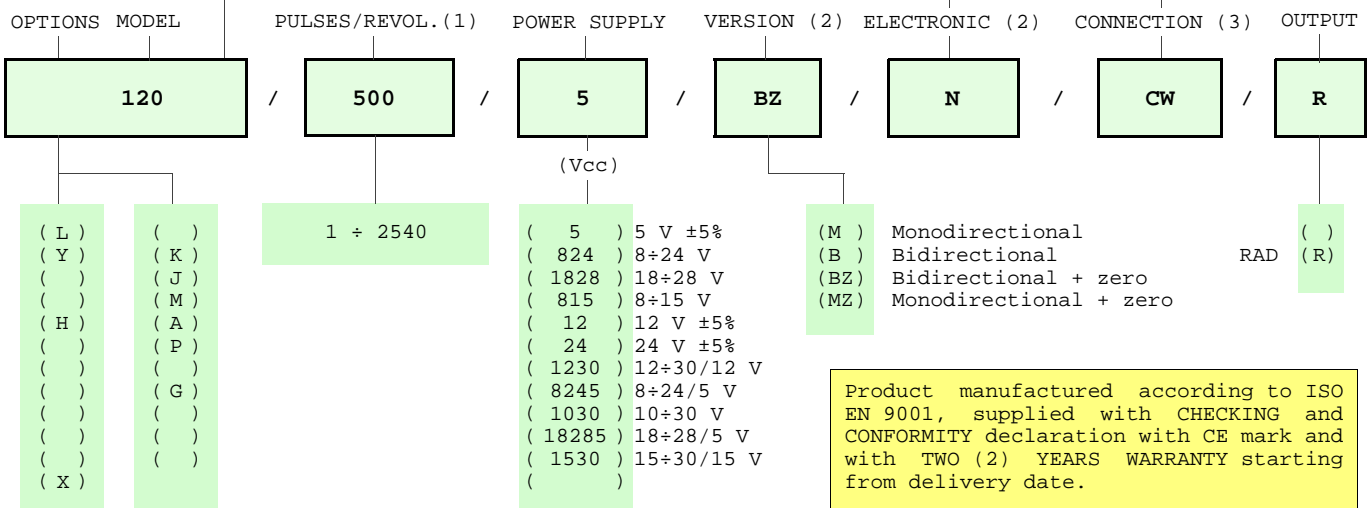 OPTIONS MODEL PULSES/REVOL.(1) POWER SUPPLY VERSION (2) ELECTRONIC (2) CONNECTION (3) OUTPUT
120 / 500 / 5 / BZ / N / CW / R
(Vcc)
( L ) ( ) 1 ÷ 2540 ( 5 ) 5 V ±5% (M ) Monodirectional ( )
( Y ) ( K ) ( 824 ) 8÷24 V (B ) Bidirectional RAD (R)
( ) ( J ) ( 1828 ) 18÷28 V (BZ) Bidirectional + zero
( ) ( M ) ( 815 ) 8÷15 V (MZ) Monodirectional + zero
( H ) ( A ) ( 12 ) 12 V ±5%
( ) ( P ) ( 24 ) 24 V ±5%
( ) ( ) ( 1230 ) 12÷30/12 V
( ) ( G ) ( 8245 ) 8÷24/5 V
( ) ( ) ( 1030 ) 10÷30 V
( ) ( ) ( 18285 ) 18÷28/5 V
( ) ( ) ( 1530 ) 15÷30/15 V
( X ) ( )
Product manufactured according to ISO
EN 9001, supplied with CHECKING and
CONFORMITY declaration with CE mark and
with TWO (2) YEARS WARRANTY starting
from delivery date.